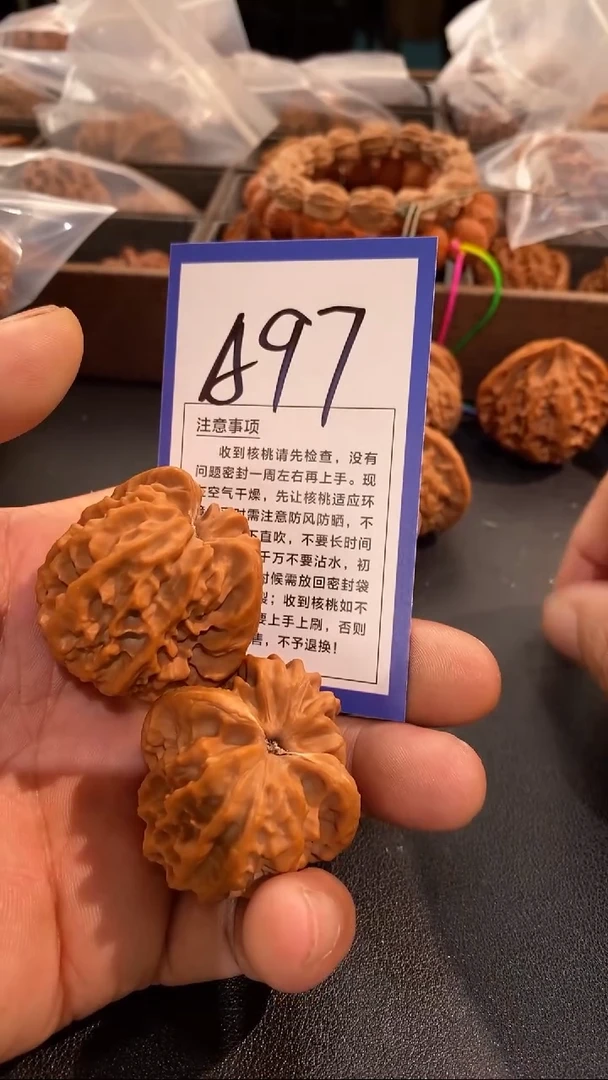 A97
注意事项
收到核桃请先检查，没有
问题密封一周左右再上手。现
空气干燥，先让核桃适应环
时需注意防风防晒，不
下直吹，不要长时间
千万不要沾水，初
时候需放回密封袋
裂；收到核桃如不
要上手上刷，否则
售，不予退换！